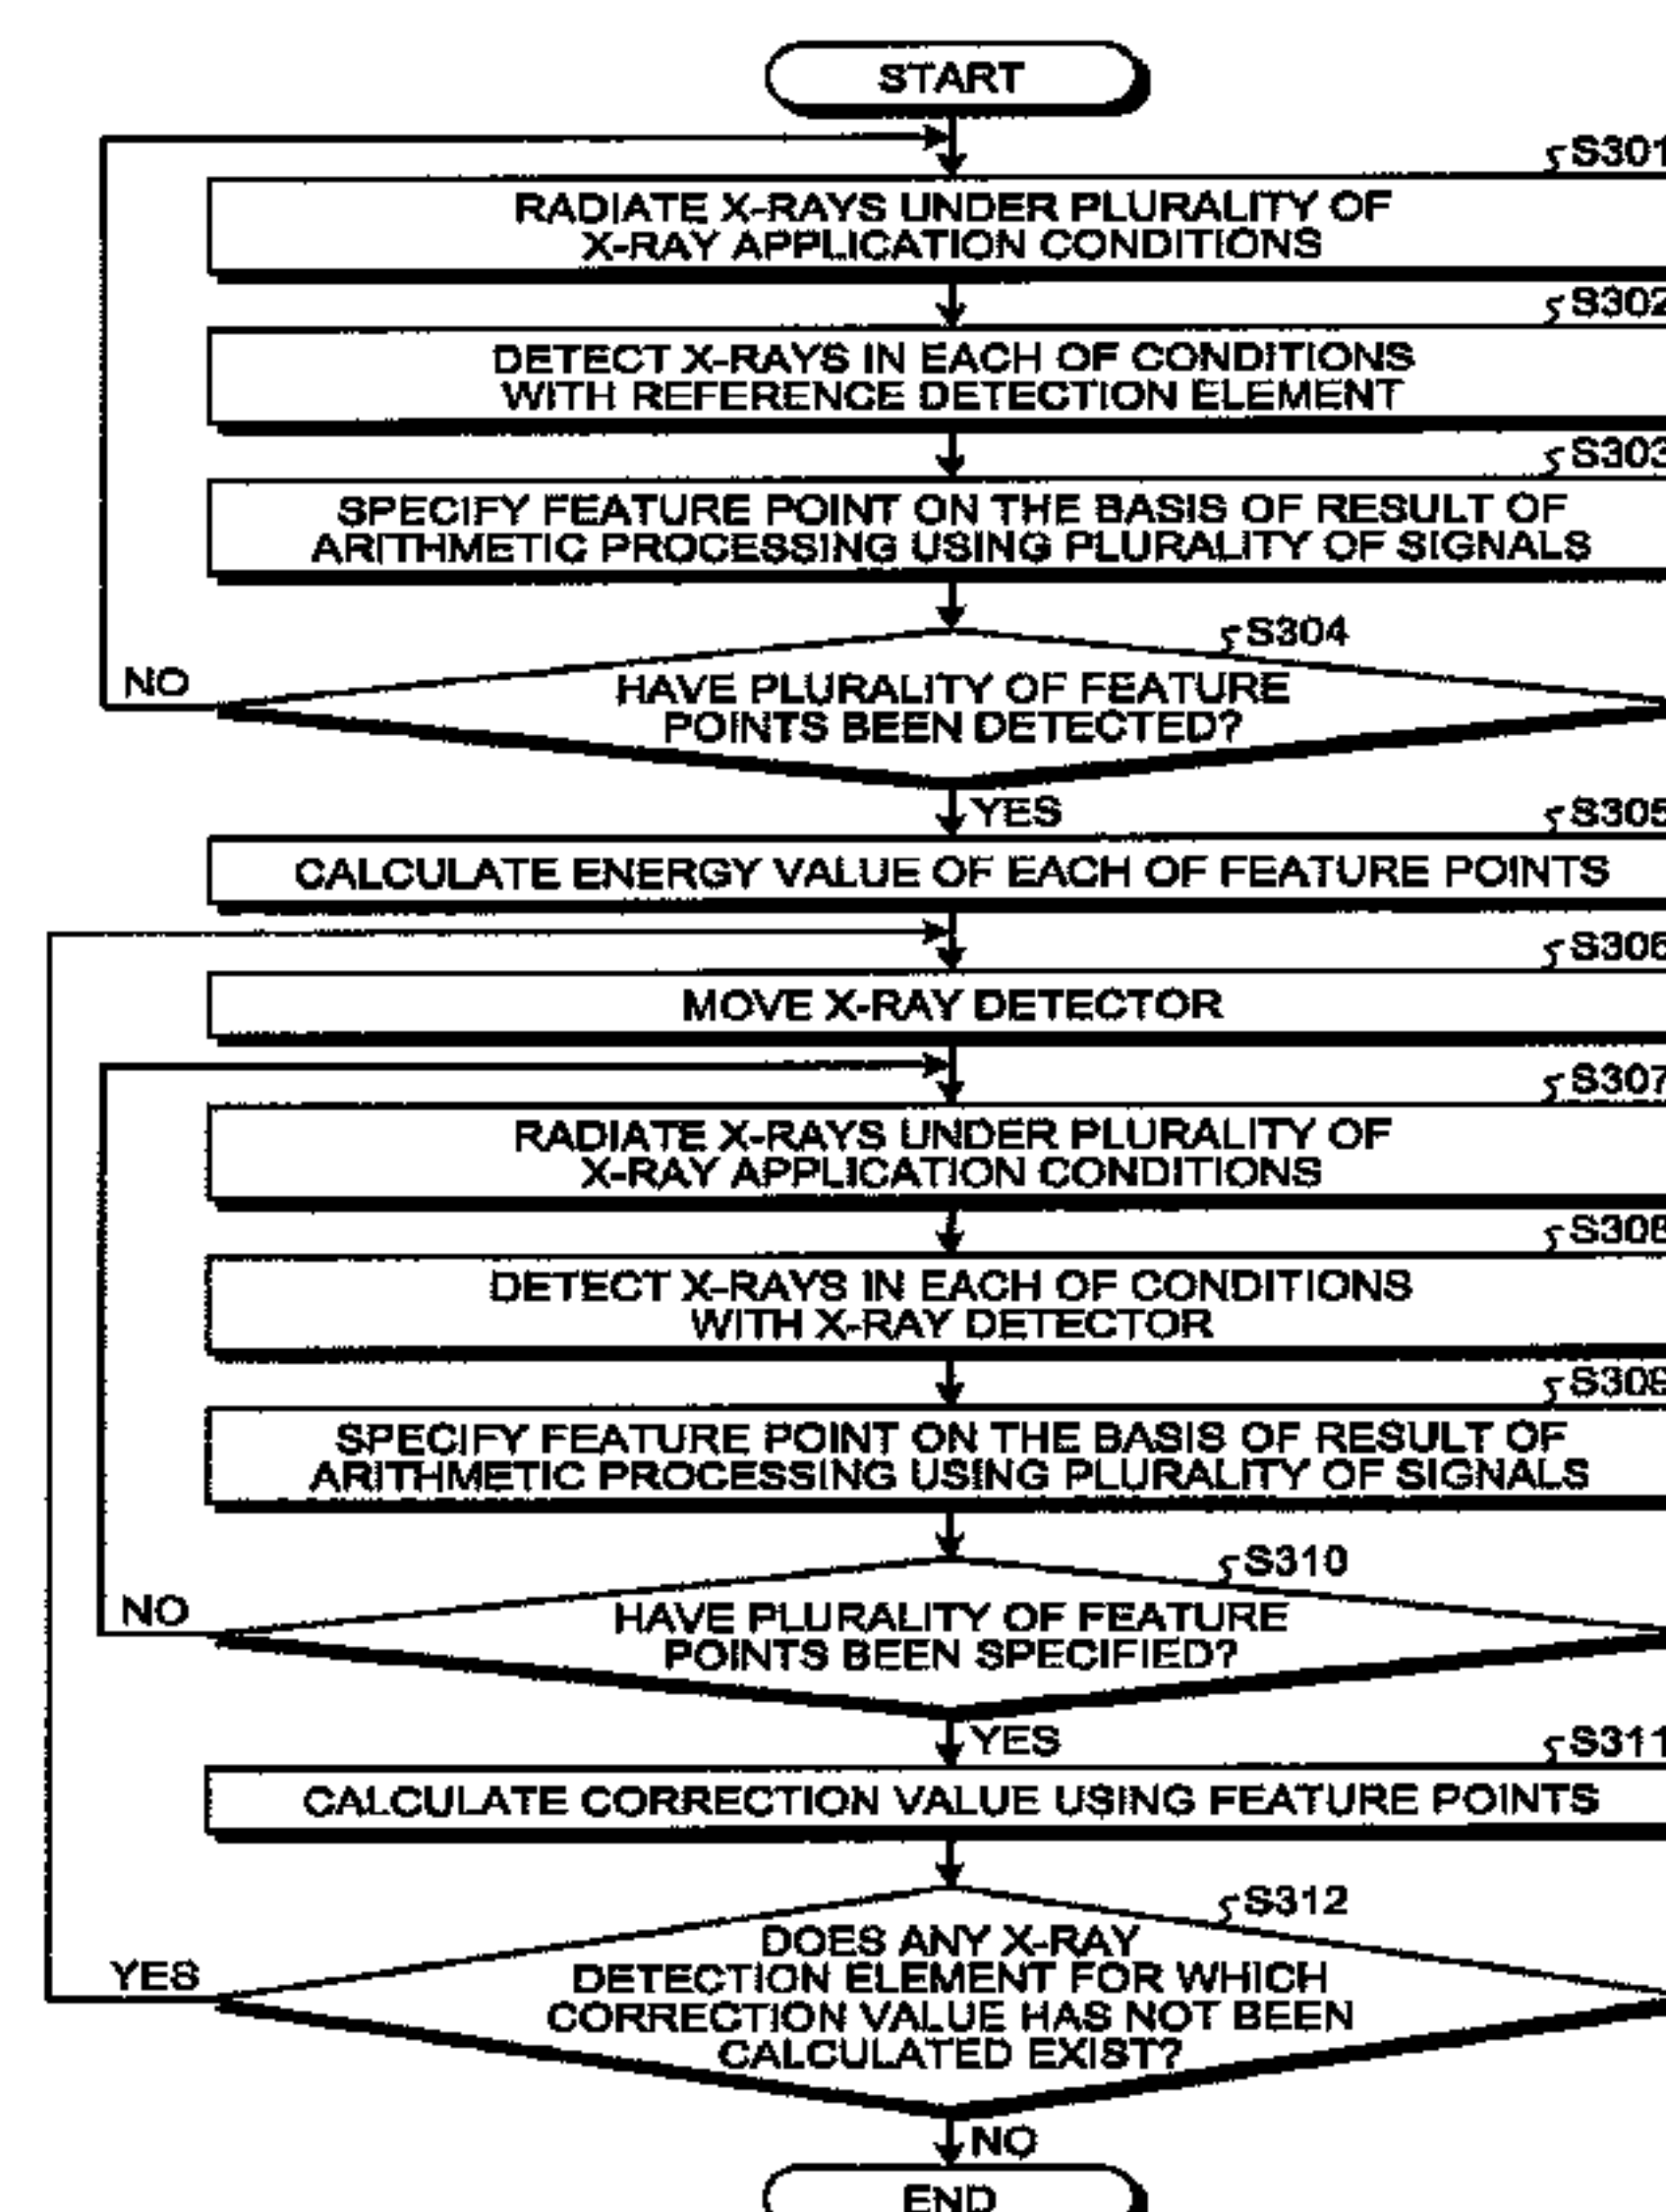 START
S301
RADIATE X-RAYS UNDER PLURALITY OF
X-RAY APPLICATION CONDITIONS
S302
DETECT X-RAYS IN EACH OF CONDITIONS
WITH REFERENCE DETECTION ELEMENT
S303
SPECIFY FEATURE POINT ON THE BASIS OF RESULT OF
ARITHMETIC PROCESSING USING PLURALITY OF SIGNALS
S304
NO
HAVE PLURALITY OF FEATURE
POINTS BEEN DETECTED?
YES
S305
CALCULATE ENERGY VALUE OF EACH OF FEATURE POINTS
S306
MOVE X-RAY DETECTOR
S307
RADIATE X-RAYS UNDER PLURALITY OF
X-RAY APPLICATION CONDITIONS
S308
DETECT X-RAYS IN EACH OF CONDITIONS
WITH X-RAY DETECTOR
S309
SPECIFY FEATURE POINT ON THE BASIS OF RESULT OF
ARITHMETIC PROCESSING USING PLURALITY OF SIGNALS
S310
NO
HAVE PLURALITY OF FEATURE
POINTS BEEN SPECIFIED?
YES
S311
CALCULATE CORRECTION VALUE USING FEATURE POINTS
S312
YES
DOES ANY X-RAY
DETECTION ELEMENT FOR WHICH
CORRECTION VALUE HAS NOT BEEN
CALCULATED EXIST?
NO
END